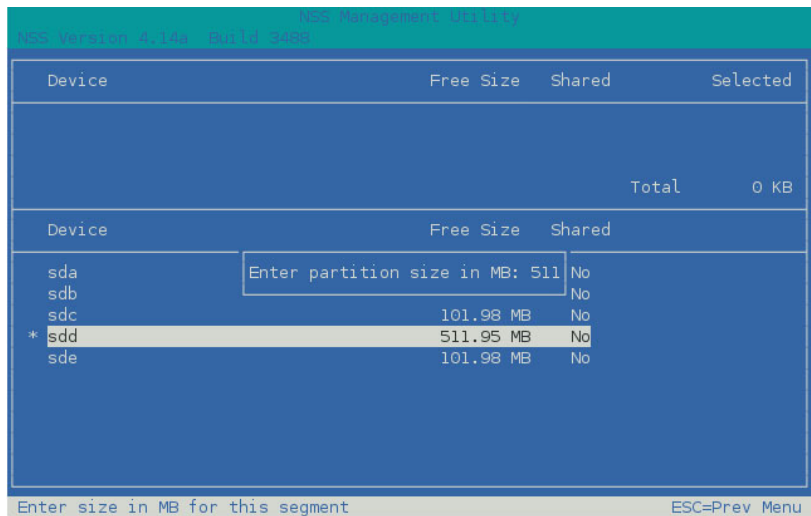 NSS Management Utility
NSS Version 4.14a Build 3488
Device Free Size Shared Selected
Total 0 KB
Device Free Size Shared
sda No
Enter partition size in MB: 511
sdb No
sdc 101.98 MB No
* sdd 511.95 MB No
sde 101.98 MB No
Enter size in MB for this segment ESC=Prev Menu